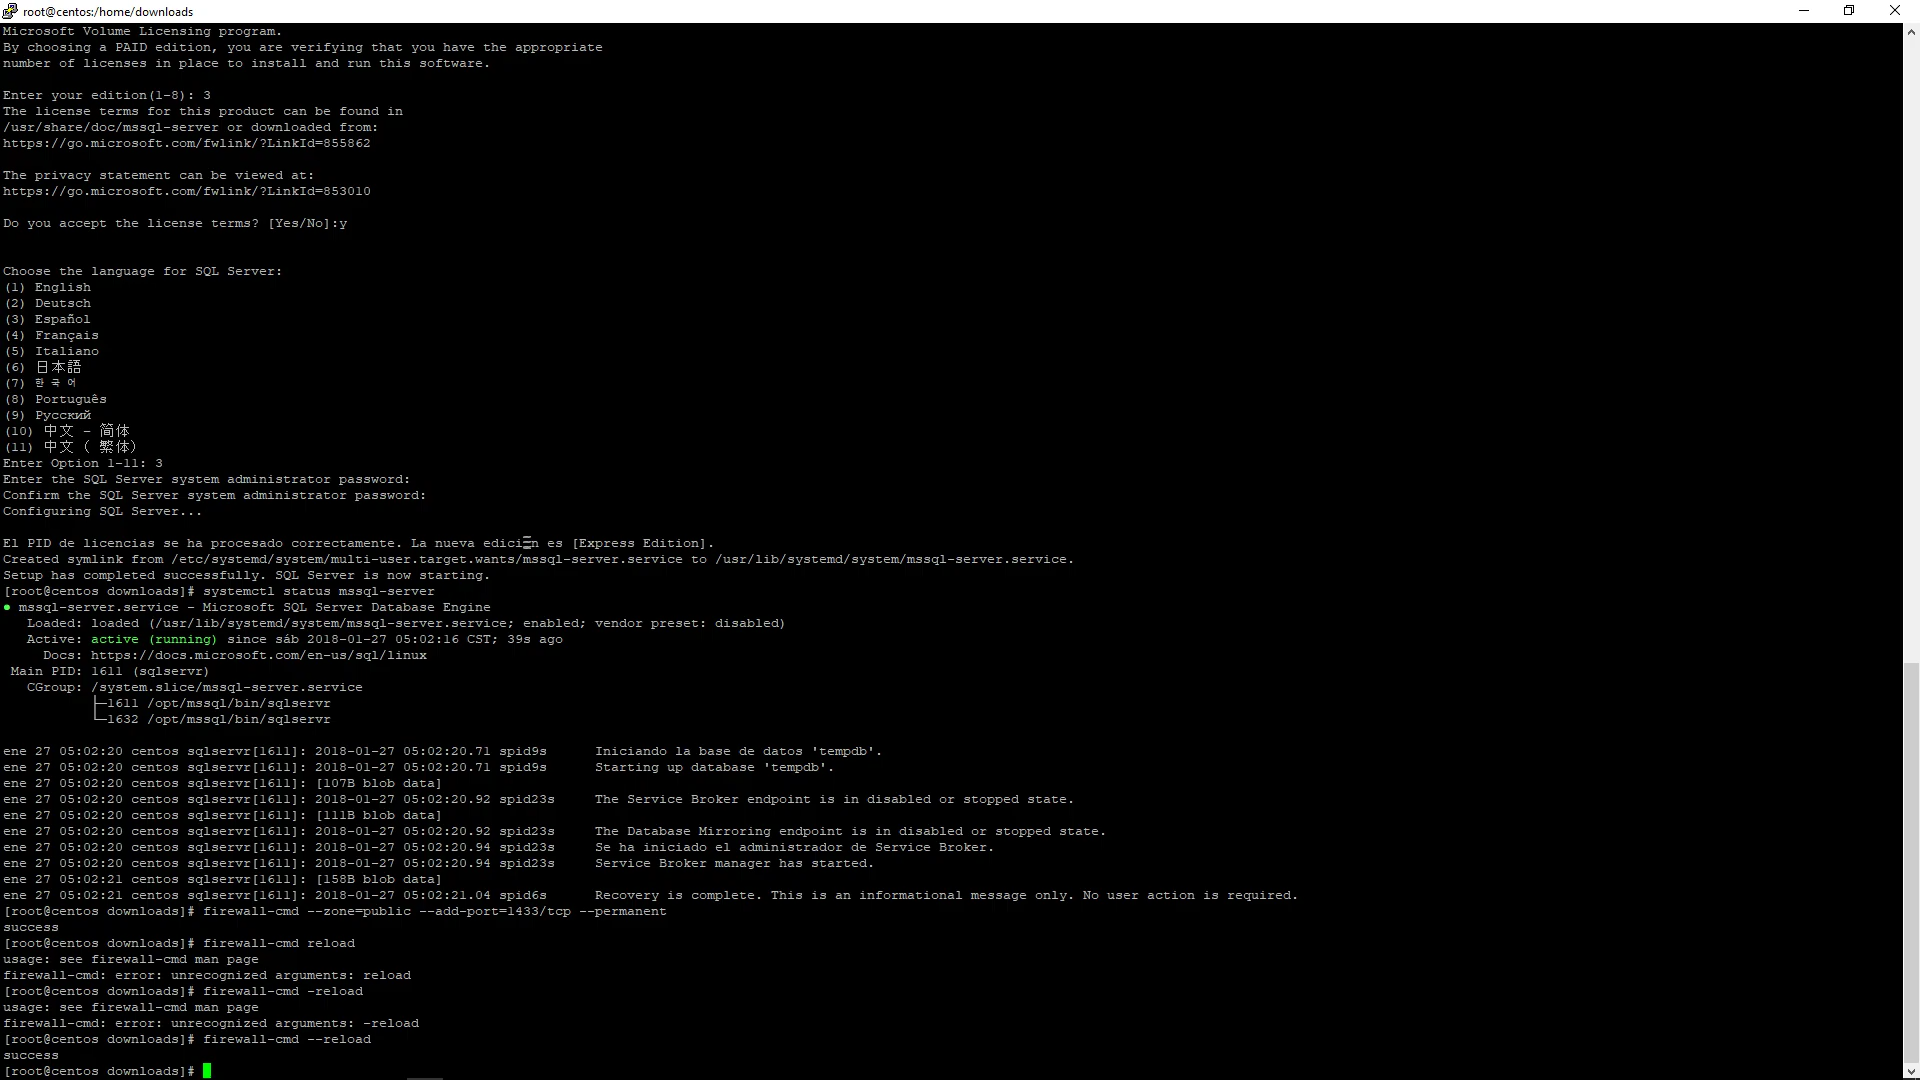 root@centos:/home/downloads
Microsoft Volume Licensing program.
By choosing a PAID edition, you are verifying that you have the appropriate
number of licenses in place to install and run this software.
Enter your edition(1-8): 3
The license terms for this product can be found in
/usr/share/doc/mssql-server or downloaded from:
https://go.microsoft.com/fwlink/?LinkId=855862
The privacy statement can be viewed at:
https://go.microsoft.com/fwlink/?LinkId=853010
Do you accept the license terms? [Yes/No]:y
Choose the language for SQL Server:
(1) English
(2) Deutsch
(3) Español
(4) Français
(5) Italiano
(6) 日本語
(7) 한국어
(8) Português
(9) Русский
(10) 中文 – 简体
(11) 中文 ( 繁体)
Enter Option 1-11: 3
Enter the SQL Server system administrator password:
Confirm the SQL Server system administrator password:
Configuring SQL Server...
El PID de licencias se ha procesado correctamente. La nueva edici n es [Express Edition].
Created symlink from /etc/systemd/system/multi-user.target.wants/mssql-server.service to /usr/lib/systemd/system/mssql-server.service.
Setup has completed successfully. SQL Server is now starting.
[root@centos downloads]# systemctl status mssql-server
● mssql-server.service - Microsoft SQL Server Database Engine
Loaded: loaded (/usr/lib/systemd/system/mssql-server.service; enabled; vendor preset: disabled)
Active: active (running) since sáb 2018-01-27 05:02:16 CST; 39s ago
Docs: https://docs.microsoft.com/en-us/sql/linux
Main PID: 1611 (sqlservr)
CGroup: /system.slice/mssql-server.service
├─1611 /opt/mssql/bin/sqlservr
└─1632 /opt/mssql/bin/sqlservr
ene 27 05:02:20 centos sqlservr[1611]: 2018-01-27 05:02:20.71 spid9s Iniciando la base de datos 'tempdb'.
ene 27 05:02:20 centos sqlservr[1611]: 2018-01-27 05:02:20.71 spid9s Starting up database 'tempdb'.
ene 27 05:02:20 centos sqlservr[1611]: [107B blob data]
ene 27 05:02:20 centos sqlservr[1611]: 2018-01-27 05:02:20.92 spid23s The Service Broker endpoint is in disabled or stopped state.
ene 27 05:02:20 centos sqlservr[1611]: [111B blob data]
ene 27 05:02:20 centos sqlservr[1611]: 2018-01-27 05:02:20.92 spid23s The Database Mirroring endpoint is in disabled or stopped state.
ene 27 05:02:20 centos sqlservr[1611]: 2018-01-27 05:02:20.94 spid23s Se ha iniciado el administrador de Service Broker.
ene 27 05:02:20 centos sqlservr[1611]: 2018-01-27 05:02:20.94 spid23s Service Broker manager has started.
ene 27 05:02:21 centos sqlservr[1611]: [158B blob data]
ene 27 05:02:21 centos sqlservr[1611]: 2018-01-27 05:02:21.04 spid6s Recovery is complete. This is an informational message only. No user action is required.
[root@centos downloads]# firewall-cmd --zone=public --add-port=1433/tcp --permanent
success
[root@centos downloads]# firewall-cmd reload
usage: see firewall-cmd man page
firewall-cmd: error: unrecognized arguments: reload
[root@centos downloads]# firewall-cmd -reload
usage: see firewall-cmd man page
firewall-cmd: error: unrecognized arguments: -reload
[root@centos downloads]# firewall-cmd --reload
success
[root@centos downloads]#